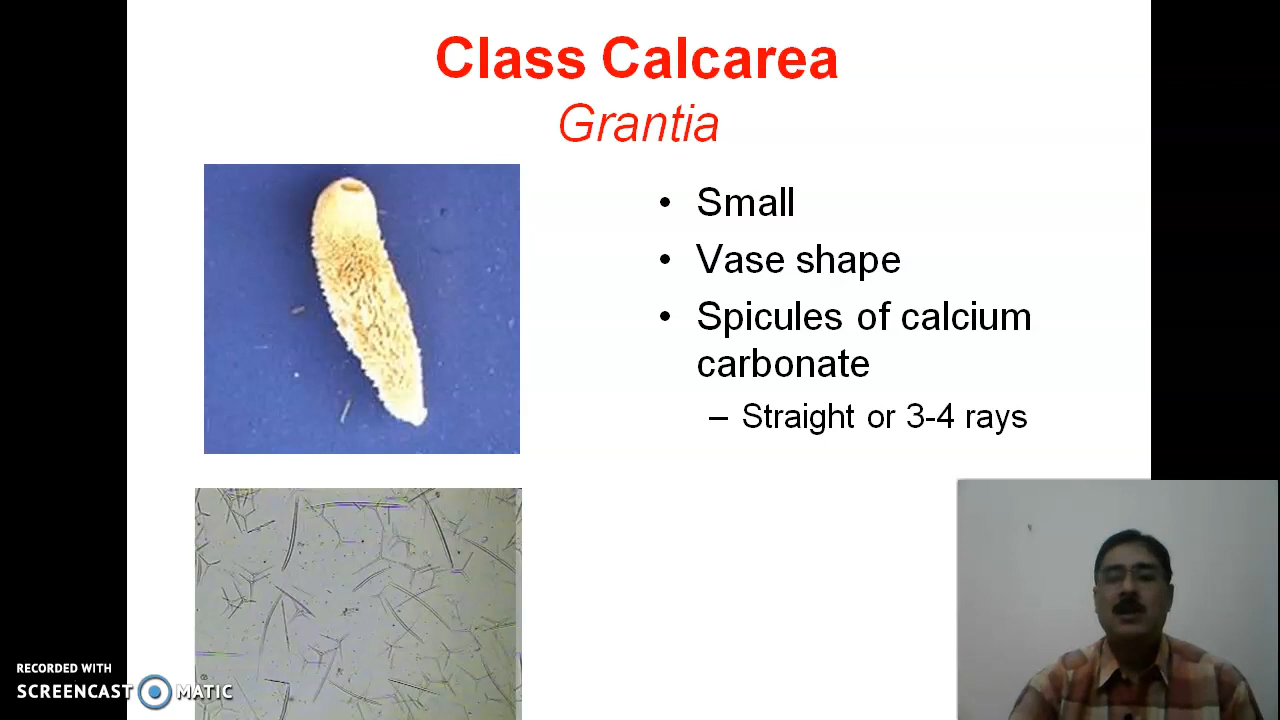 Class Calcarea
Grantia
• Small
• Vase shape
• Spicules of calcium
carbonate
– Straight or 3-4 rays
RECORDED WITH
SCREENCAST MATIC